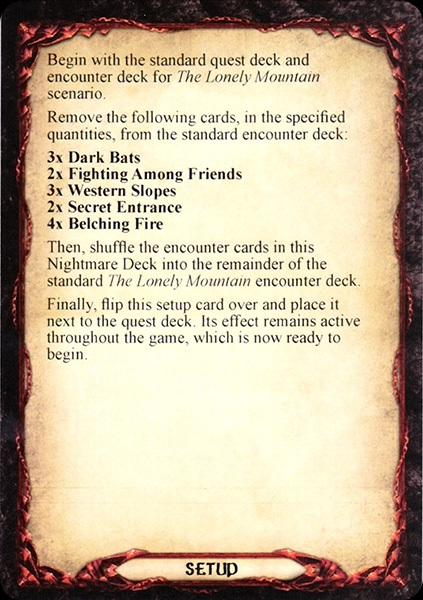 Begin with the standard quest deck and
encounter deck for The Lonely Mountain
scenario.
Remove the following cards, in the specified
quantities, from the standard encounter deck:
3x Dark Bats
2x Fighting Among Friends
3x Western Slopes
2x Secret Entrance
4x Belching Fire
Then, shuffle the encounter cards in this
Nightmare Deck into the remainder of the
standard The Lonely Mountain encounter deck.
Finally, flip this setup card over and place it
next to the quest deck. Its effect remains active
throughout the game, which is now ready to
begin.
SETUP